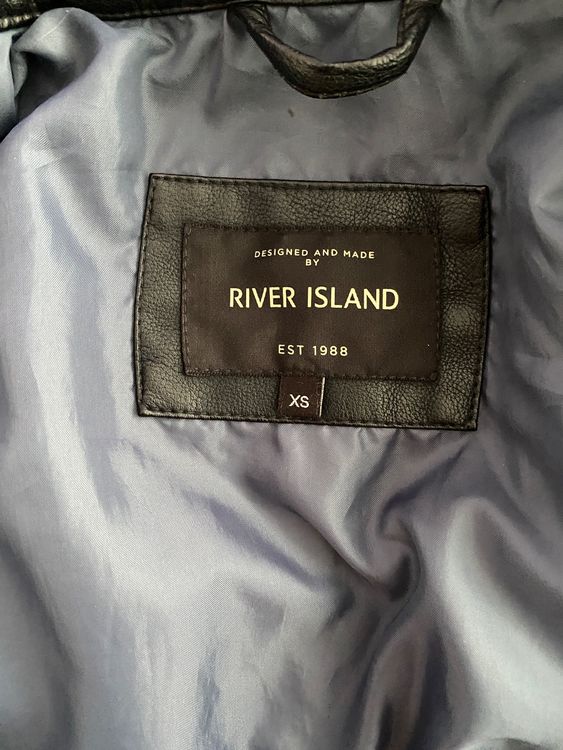 DESIGNED AND MADE
BY
RIVER ISLAND
EST 1988
XS